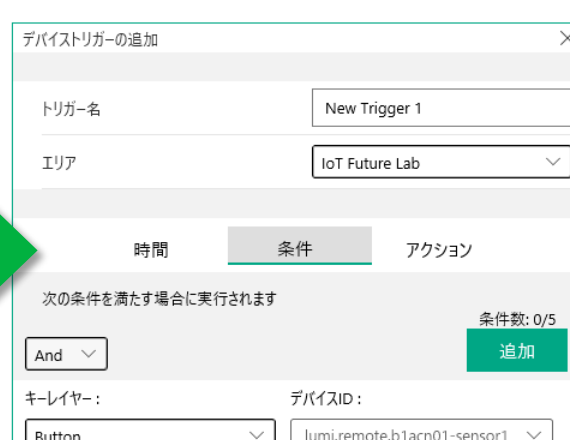 デバイストリガーの追加
トリガー名 New Trigger 1
エリア IoT Future Lab
時間 条件 アクション
次の条件を満たす場合に実行されます
条件数: 0/5
And 追加
キーレイヤー : デバイスID :
Button lumi.remote.b1acn01-sensor1